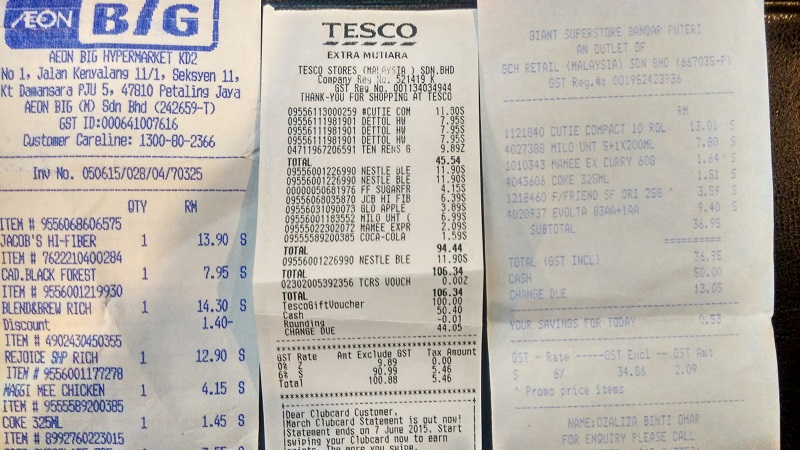 AEON BIG
AEON BIG HYPERMARKET KD2
No 1, Jalan Kenyalang 11/1, Seksyen 11,
Kt Damansara PJU 5, 47810 Petaling Jaya
AEON BIG (M) Sdn Bhd (242659-T)
GST ID:000641007616
Customer Careline: 1300-80-2366
Inv No. 050615/028/04/70325
QTY RM
ITEM # 9556068606575
JACOB'S HI-FIBER 1 13.90 S
ITEM # 7622210400284
CAD.BLACK FOREST 1 7.95 S
ITEM # 9556001219930
BLEND&BREW RICH 1 14.30 S
Discount 1.40-
ITEM # 4902430450355
REJOICE SHP RICH 1 12.90 S
ITEM # 9556001177278
MAGGI MEE CHICKEN 1 4.15 S
ITEM # 9555589200385
COKE 325ML 1 1.45 S
ITEM # 8992760223015
TESCO
EXTRA MUTIARA
TESCO STORES (MALAYSIA) SDN.BHD
Company Reg No. 521419 K
GST Reg No. 001134034944
THANK-YOU FOR SHOPPING AT TESCO
09556113000259 #CUTIE COM 11.90S
09556111981901 DETTOL HW 7.95S
09556111981901 DETTOL HW 7.95S
09556111981901 DETTOL HW 7.95S
04711967206591 TEN RENS G 9.89Z
TOTAL 45.54
09556001226990 NESTLE BLE 11.90S
09556001226990 NESTLE BLE 11.90S
00000005081976 FF SUGARFR 4.15S
09556068035870 JCB HI FIB 6.39S
09556031090073 GLO APPLE 3.89S
09556001183552 MILO UHT ( 6.99S
09555022302072 MAMEE EXPR 2.09S
09555589200385 COCA-COLA 1.59S
TOTAL 94.44
09556001226990 NESTLE BLE 11.90S
TOTAL 106.34
02302005392356 TCRS VOUCH 0.00Z
TOTAL 106.34
TescoGiftVoucher 100.00
Cash 50.40
Rounding -0.01
CHANGE DUE 44.05
GST Rate Amt Exclude GST Tax Amount
0% Z 9.89 0.00
6% S 90.99 5.46
Total 100.88 5.46
Dear Clubcard Customer,
March Clubcard Statement is out now!
Statement ends on 7 June 2015. Start
swiping your Clubcard now to earn
points. The more you swipe,
GIANT SUPERSTORE BANDAR PUTERI
AN OUTLET OF
GCH RETAIL (MALAYSIA) SDN BHD (667035-P)
GST Reg.#: 001952423936
RM
1121840 CUTIE COMPACT 10 ROL 13.01 S
4027388 MILO UHT 5+1X200ML 7.80 S
1010343 MAMEE EX CURRY 60G 1.64 S
4043606 COKE 325ML 1.51 S
1218460 F/FRIEND SF ORI 25G ^ 3.59 S
4020937 EVOLTA 83AA+1AA 9.40 S
SUBTOTAL 36.95
TOTAL (GST INCL) 36.95
CASH 50.00
CHANGE DUE 13.05
YOUR SAVINGS FOR TODAY 0.53
GST - Rate -----GST Excl -- GST Amt
S 6% 34.86 2.09
^ Promo price items
NAME:OZALIZA BINTI OMAR
FOR ENQUIRY PLEASE CALL